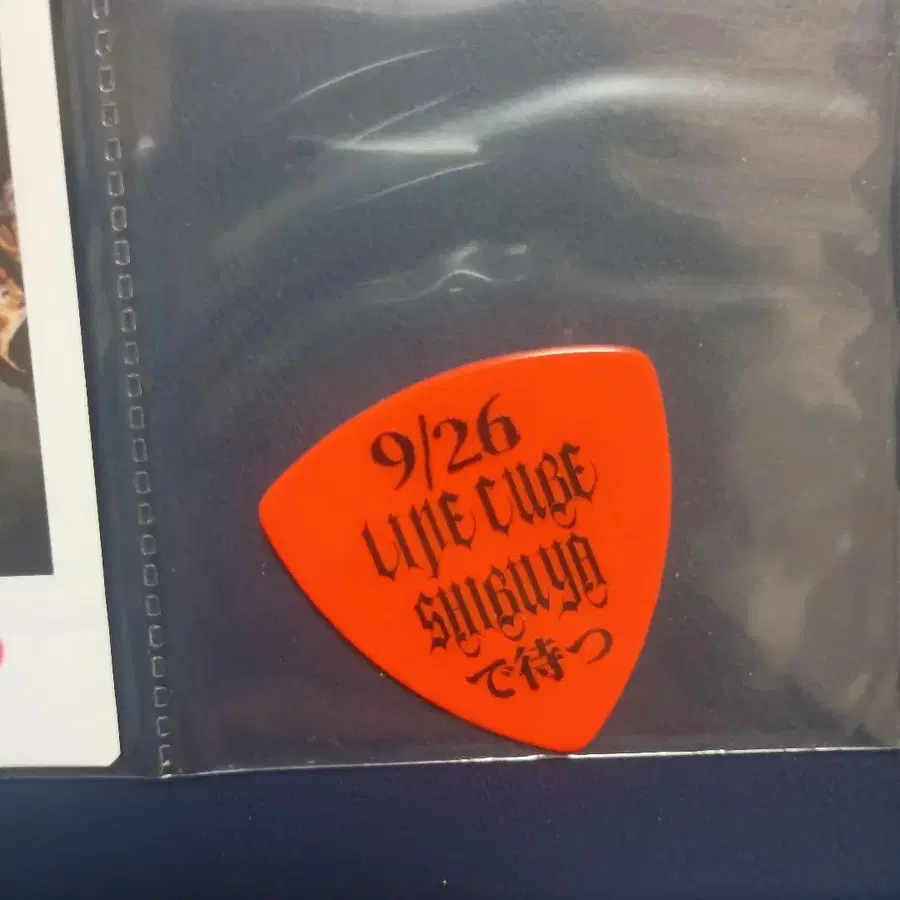 9/26
LINE CUBE
SHIBUYA
で待つ